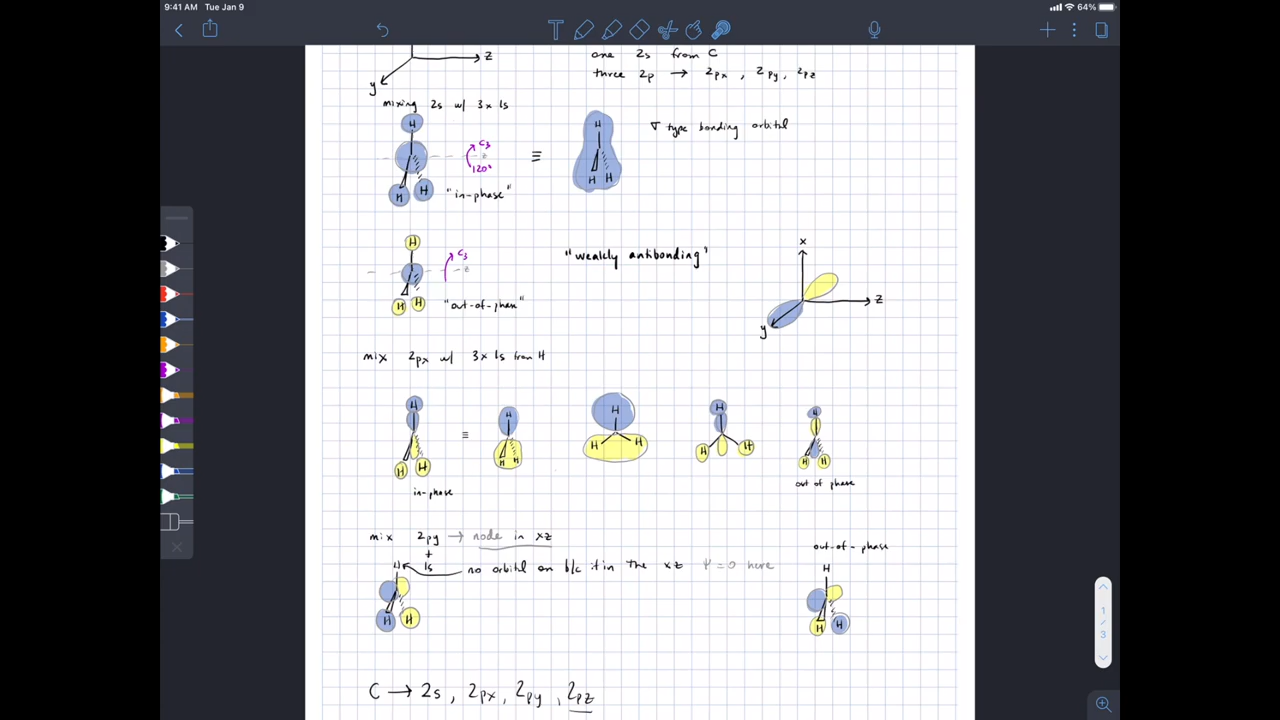 9:41 AM Tue Jan 9
64%
z
y
one 2s from C
three 2p → 2px , 2py , 2pz
mixing 2s w/ 3x 1s
H
H H
C3
120°
z
"in-phase"
≡
H
H H
σ type bonding orbital
H
H H
C3
z
"out-of-phase"
"weakly antibonding"
x
z
y
mix 2px w/ 3x 1s from H
H
H H
in-phase
≡
H
H H
H
H H
H
H H
H
H H
out of phase
mix 2py → node in xz
+
1s
H
no orbital on b/c it in the xz Ψ=0 here
H H
out-of-phase
H
H H
C → 2s , 2px , 2py , 2pz
1
/
3